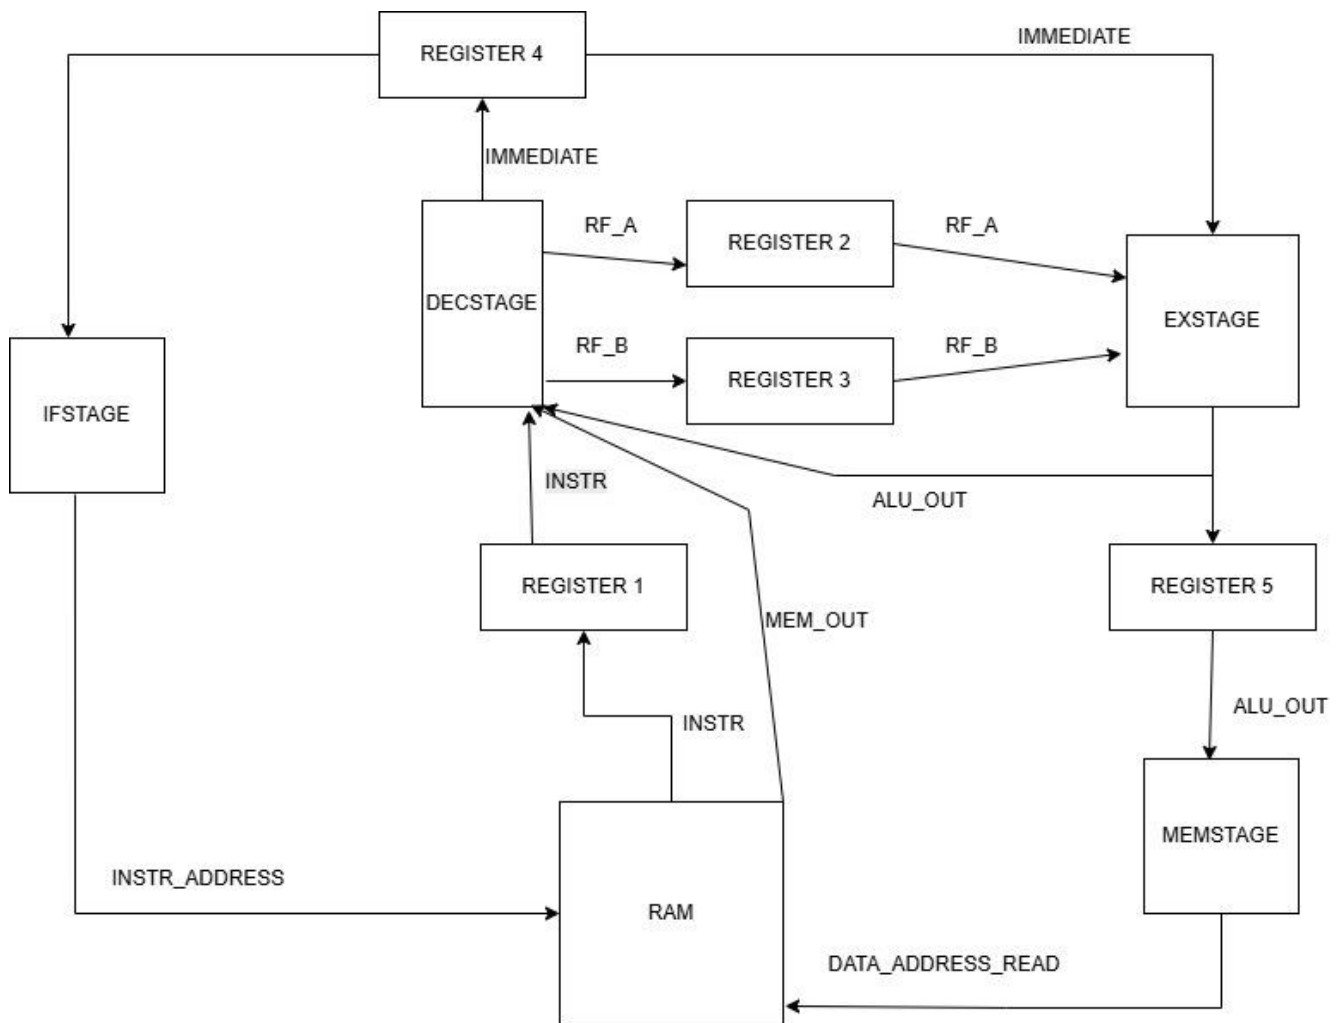 IMMEDIATE
REGISTER 4
IMMEDIATE
RF_A
REGISTER 2
RF_A
DECSTAGE
EXSTAGE
RF_B
REGISTER 3
RF_B
IFSTAGE
INSTR
ALU_OUT
REGISTER 1
REGISTER 5
MEM_OUT
INSTR
ALU_OUT
MEMSTAGE
INSTR_ADDRESS
RAM
DATA_ADDRESS_READ